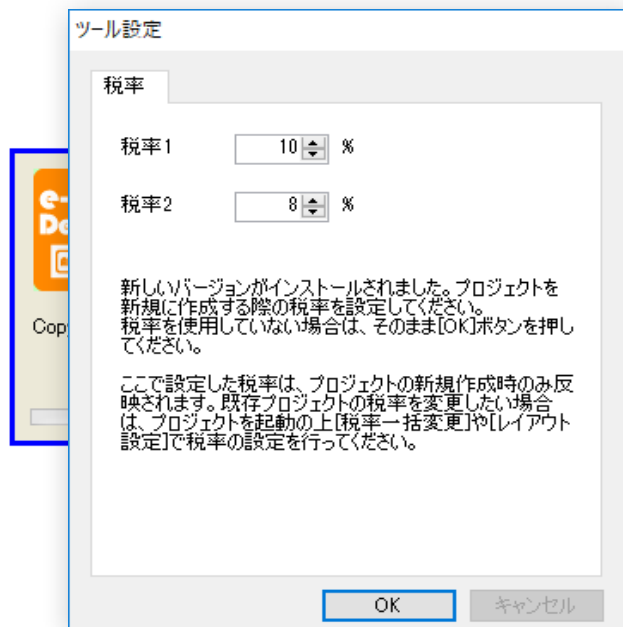 ツール設定
税率
税率1 10 %
税率2 8 %
新しいバージョンがインストールされました。プロジェクトを
新規に作成する際の税率を設定してください。
税率を使用していない場合は、そのまま[OK]ボタンを押し
てください。
ここで設定した税率は、プロジェクトの新規作成時のみ反
映されます。既存プロジェクトの税率を変更したい場合
は、プロジェクトを起動の上[税率一括変更]や[レイアウト
設定]で税率の設定を行ってください。
OK キャンセル
e-
De
Cop